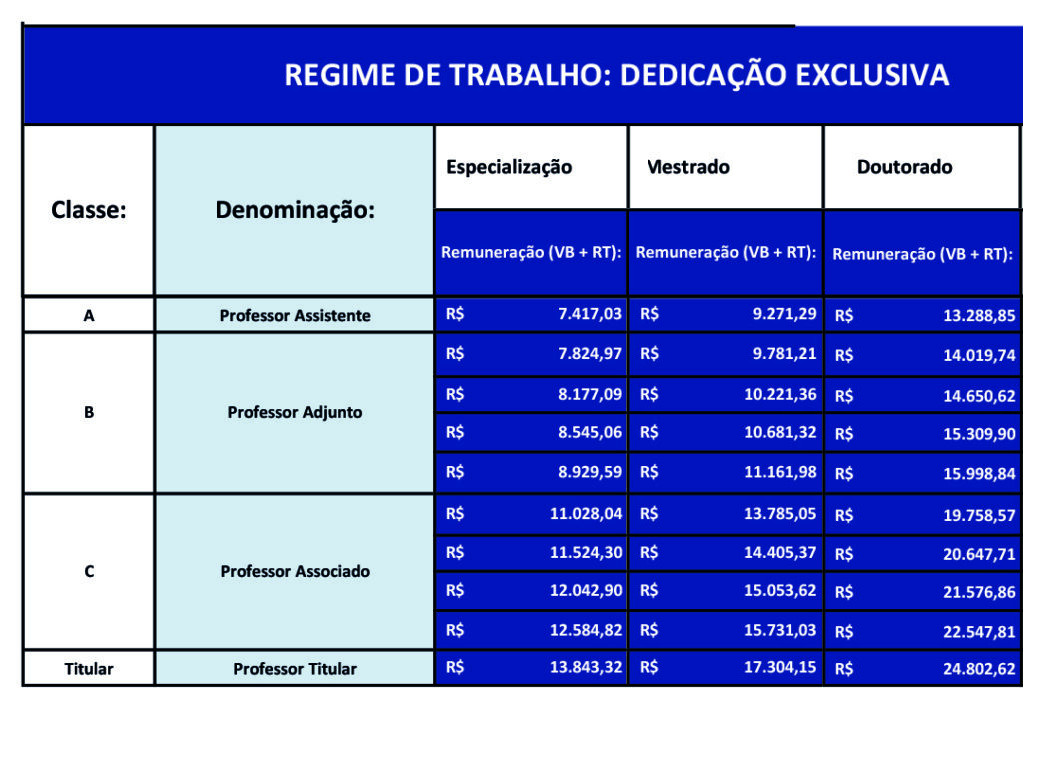 REGIME DE TRABALHO: DEDICAÇÃO EXCLUSIVA
Classe: Denominação: Especialização Mestrado Doutorado
Remuneração (VB + RT): Remuneração (VB + RT): Remuneração (VB + RT):
A Professor Assistente R$ 7.417,03 R$ 9.271,29 R$ 13.288,85
B Professor Adjunto R$ 7.824,97 R$ 9.781,21 R$ 14.019,74
R$ 8.177,09 R$ 10.221,36 R$ 14.650,62
R$ 8.545,06 R$ 10.681,32 R$ 15.309,90
R$ 8.929,59 R$ 11.161,98 R$ 15.998,84
C Professor Associado R$ 11.028,04 R$ 13.785,05 R$ 19.758,57
R$ 11.524,30 R$ 14.405,37 R$ 20.647,71
R$ 12.042,90 R$ 15.053,62 R$ 21.576,86
R$ 12.584,82 R$ 15.731,03 R$ 22.547,81
Titular Professor Titular R$ 13.843,32 R$ 17.304,15 R$ 24.802,62